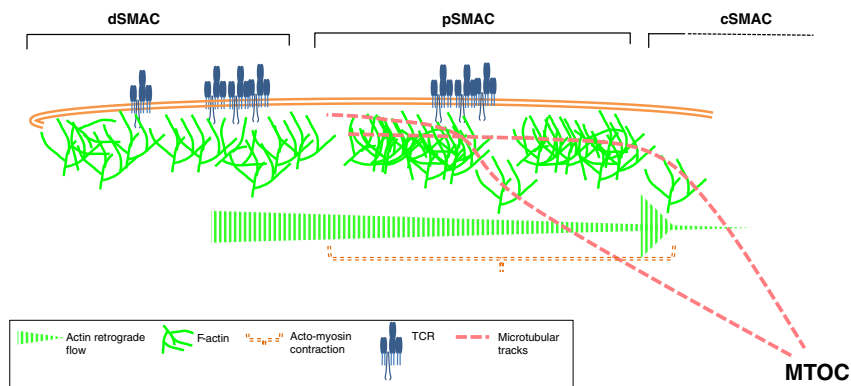 dSMAC
pSMAC
cSMAC
Actin retrograde
flow
F-actin
Acto-myosin
contraction
TCR
Microtubular
tracks
MTOC